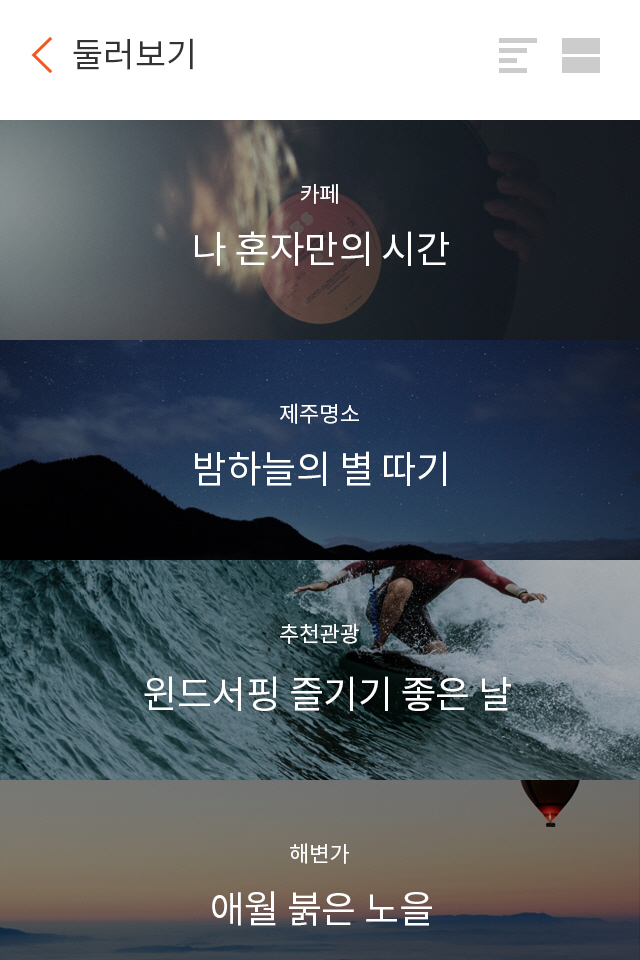 둘러보기
카페
나 혼자만의 시간
제주명소
밤하늘의 별 따기
추천관광
윈드서핑 즐기기 좋은 날
해변가
애월 붉은 노을